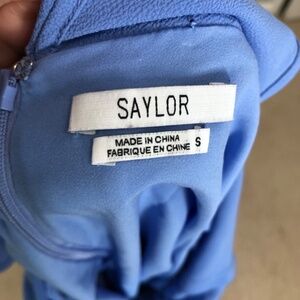 SAYLOR
MADE IN CHINA
FABRIQUE EN CHINE
S